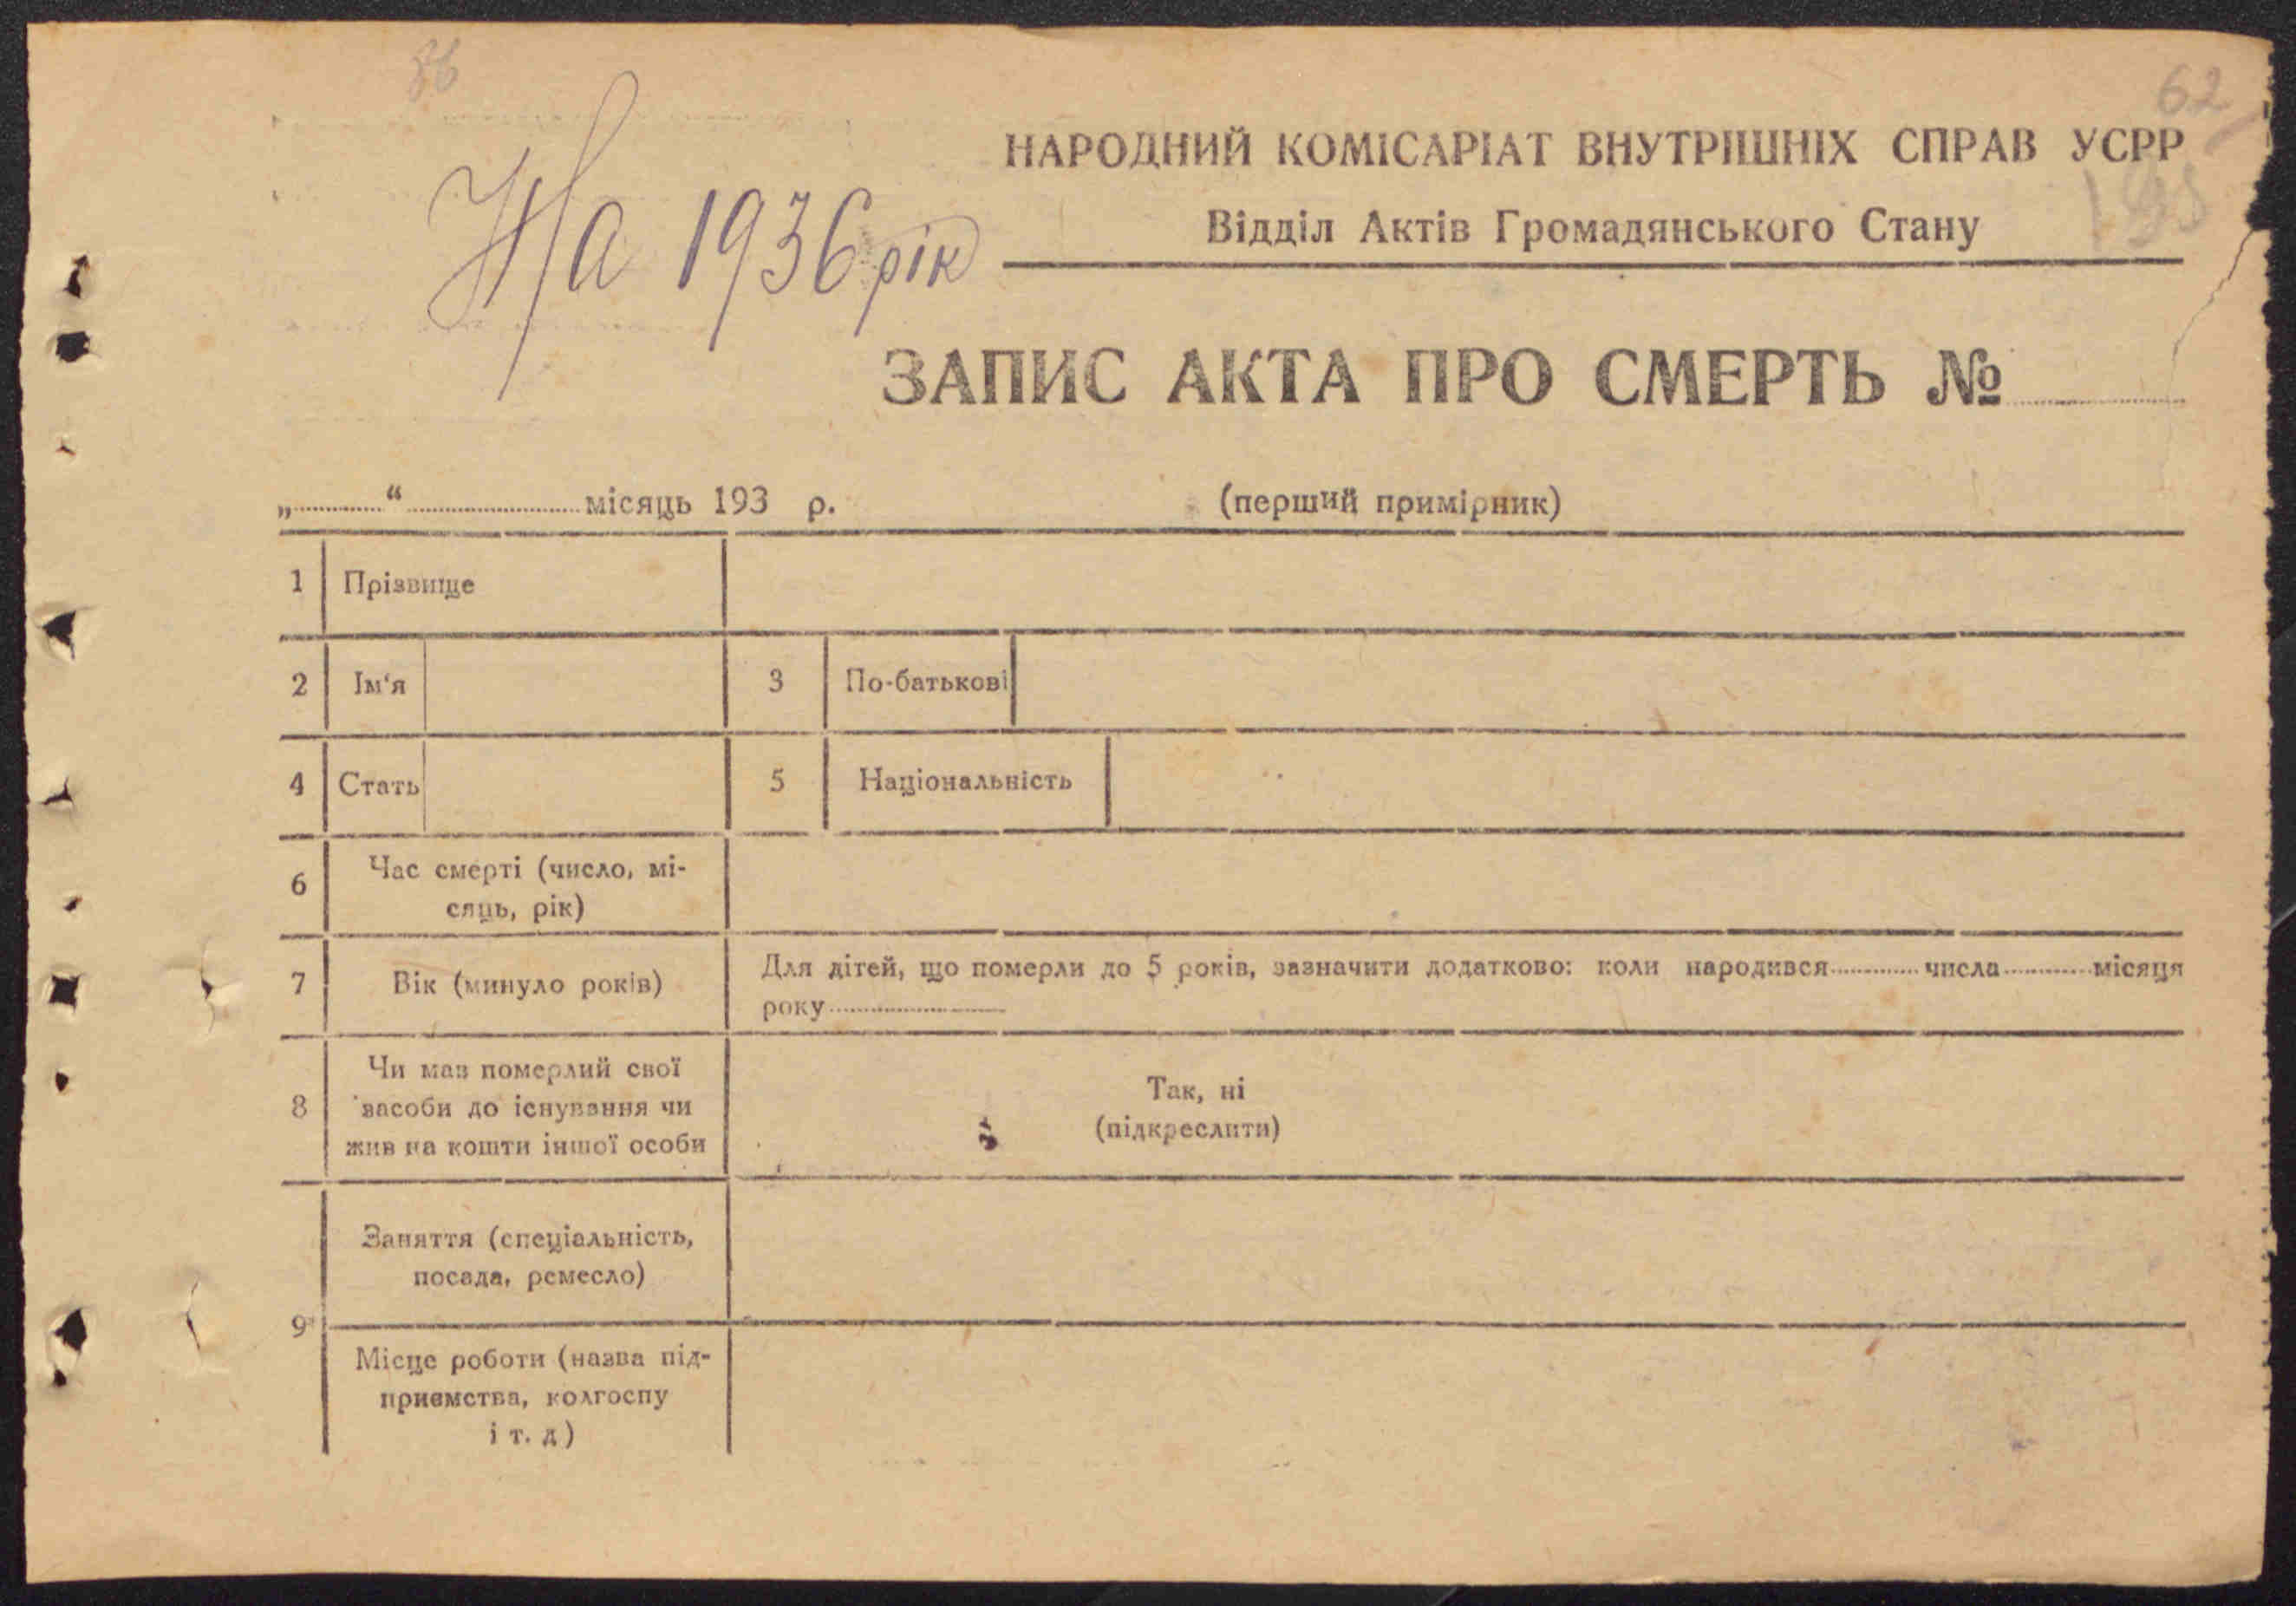 62
НАРОДНИЙ КОМІСАРІАТ ВНУТРІШНІХ СПРАВ УСРР
Відділ Актів Громадянського Стану
На 1936 рік
ЗАПИС АКТА ПРО СМЕРТЬ №
„ “ місяць 193 р.
(перший примірник)
1 Прізвище
2 Ім‘я 3 По-батькові
4 Стать 5 Національність
6 Час смерті (число, мі-
сяць, рік)
7 Вік (минуло років)
Для дітей, що померли до 5 років, зазначити додатково: коли народився числа місяця
року
8 Чи мав померлий свої
засоби до існування чи
жив на кошти іншої особи
Так, ні
(підкреслити)
9 Заняття (спеціальність,
посада, ремесло)
Місце роботи (назва під-
приємства, колгоспу
і т. д)